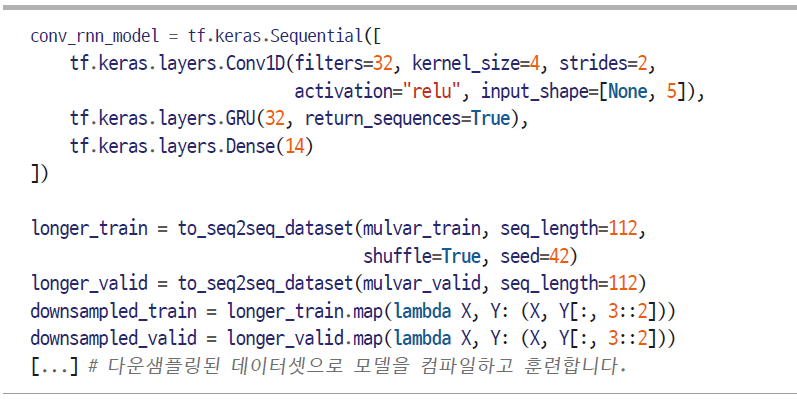 conv_rnn_model = tf.keras.Sequential([
    tf.keras.layers.Conv1D(filters=32, kernel_size=4, strides=2,
                           activation="relu", input_shape=[None, 5]),
    tf.keras.layers.GRU(32, return_sequences=True),
    tf.keras.layers.Dense(14)
])

longer_train = to_seq2seq_dataset(mulvar_train, seq_length=112,
                                  shuffle=True, seed=42)
longer_valid = to_seq2seq_dataset(mulvar_valid, seq_length=112)
downsampled_train = longer_train.map(lambda X, Y: (X, Y[:, 3::2]))
downsampled_valid = longer_valid.map(lambda X, Y: (X, Y[:, 3::2]))
[...] # 다운샘플링된 데이터셋으로 모델을 컴파일하고 훈련합니다.